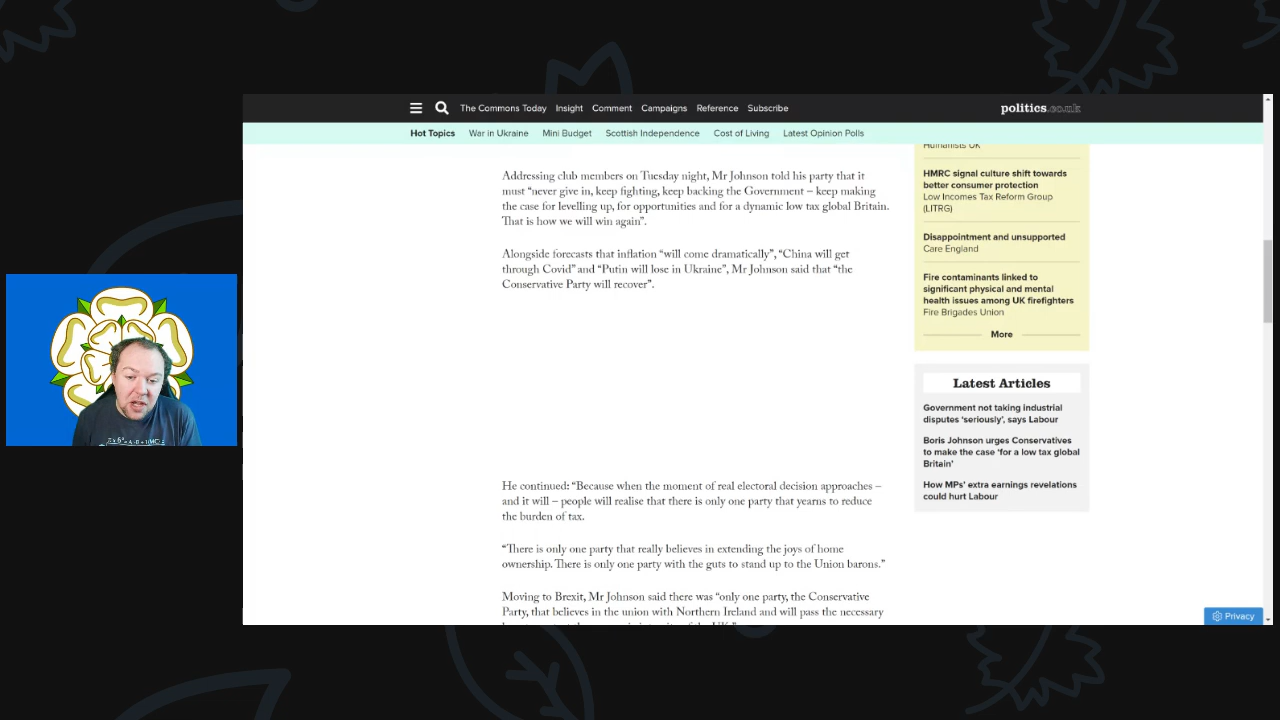 The Commons Today Insight Comment Campaigns Reference Subscribe
politics.co.uk
Hot Topics War in Ukraine Mini Budget Scottish Independence Cost of Living Latest Opinion Polls
Addressing club members on Tuesday night, Mr Johnson told his party that it
must “never give in, keep fighting, keep backing the Government – keep making
the case for levelling up, for opportunities and for a dynamic low tax global Britain.
That is how we will win again”.
Alongside forecasts that inflation “will come dramatically”, “China will get
through Covid” and “Putin will lose in Ukraine”, Mr Johnson said that “the
Conservative Party will recover”.
He continued: “Because when the moment of real electoral decision approaches –
and it will – people will realise that there is only one party that yearns to reduce
the burden of tax.
“There is only one party that really believes in extending the joys of home
ownership. There is only one party with the guts to stand up to the Union barons.”
Moving to Brexit, Mr Johnson said there was “only one party, the Conservative
Party, that believes in the union with Northern Ireland and will pass the necessary
Humanists UK
HMRC signal culture shift towards
better consumer protection
Low Incomes Tax Reform Group
(LITRG)
Disappointment and unsupported
Care England
Fire contaminants linked to
significant physical and mental
health issues among UK firefighters
Fire Brigades Union
More
Latest Articles
Government not taking industrial
disputes ‘seriously’, says Labour
Boris Johnson urges Conservatives
to make the case ‘for a low tax global
Britain’
How MPs’ extra earnings revelations
could hurt Labour
Privacy